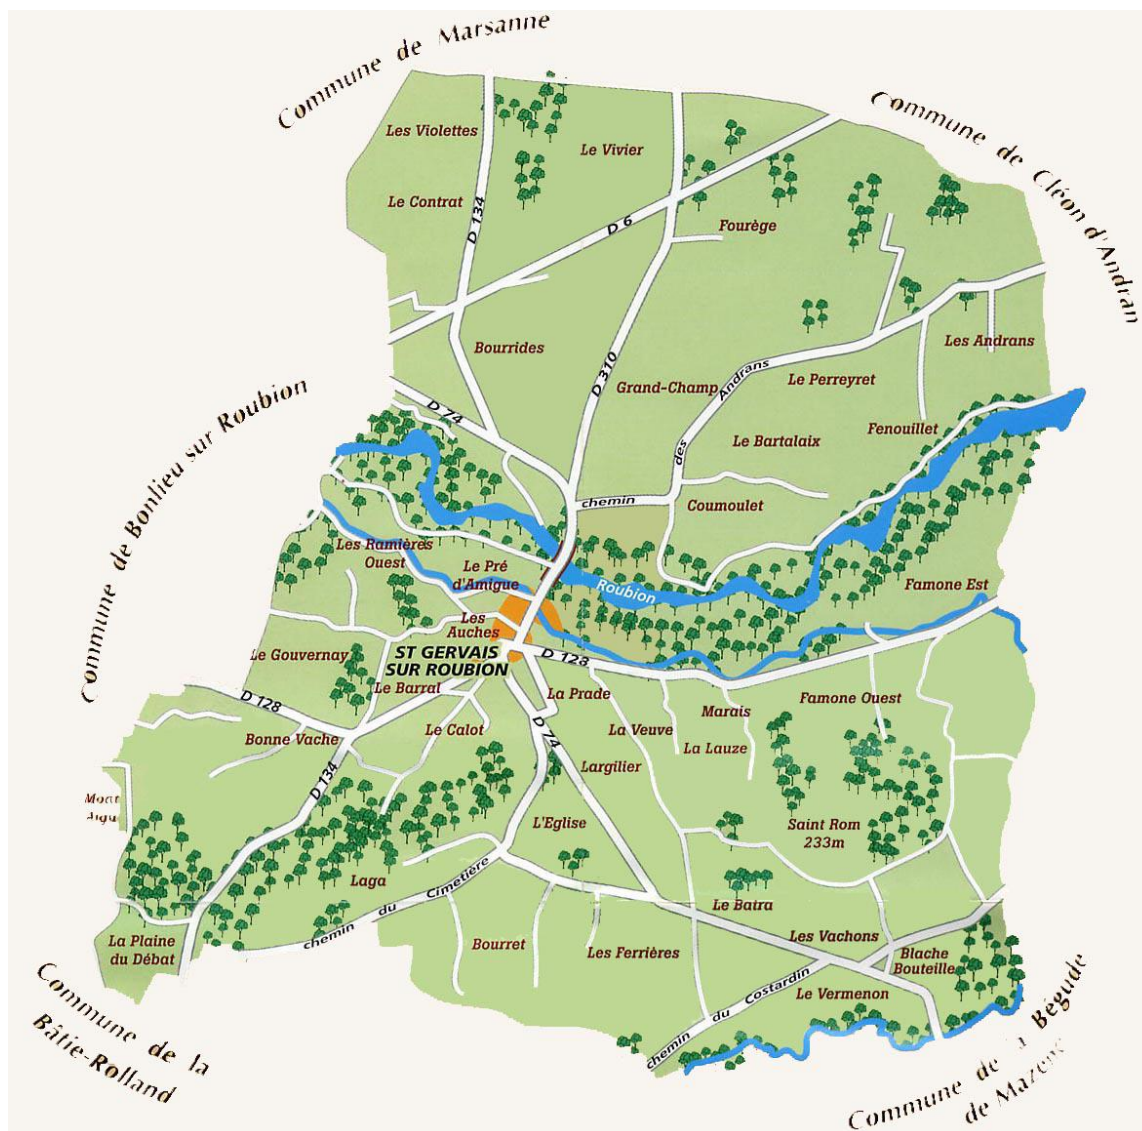 Commune de Marsanne
Commune de Cléon d'Andran
Les Violettes
Le Vivier
Le Contrat
D 134
D 6
Fourège
Bourrides
Les Andrans
D 310
Grand-Champ
Le Perreyret
chemin des Andrans
D 74
Fenouillet
Le Bartalaix
Commune de Bonlieu sur Roubion
Coumoulet
Les Ramières
Ouest
Le Pré
d'Amigue
Roubion
Famone Est
Les
Auches
ST GERVAIS
SUR ROUBION
D 128
Le Gouvernay
Le Barral
La Prade
Famone Ouest
D 128
Marais
Le Calot
La Veuve
Bonne Vache
D 74
La Lauze
Largilier
D 134
Mont
Aigu
L'Eglise
Saint Rom
233m
Laga
chemin du Cimetière
Le Batra
La Plaine
du Débat
Bourret
Les Ferrières
Les Vachons
Blache
Bouteille
Le Vermenon
chemin du Costardin
Commune de la
Bâtie-Rolland
Commune de la Bégude
de Mazenc